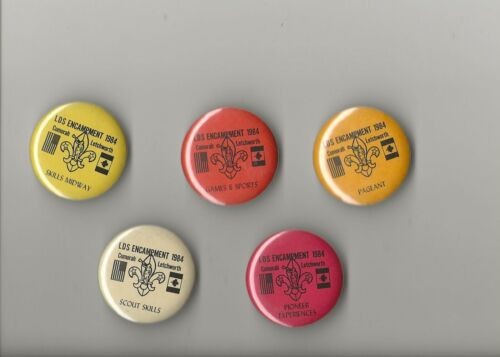 LDS ENCAMPMENT 1984
Cumorah Letchworth
SKILLS MIDWAY
LDS ENCAMPMENT 1984
Cumorah Letchworth
GAMES & SPORTS
LDS ENCAMPMENT 1984
Cumorah Letchworth
PAGEANT
LDS ENCAMPMENT 1984
Cumorah Letchworth
SCOUT SKILLS
LDS ENCAMPMENT 1984
Cumorah Letchworth
PIONEER
EXPERIENCES